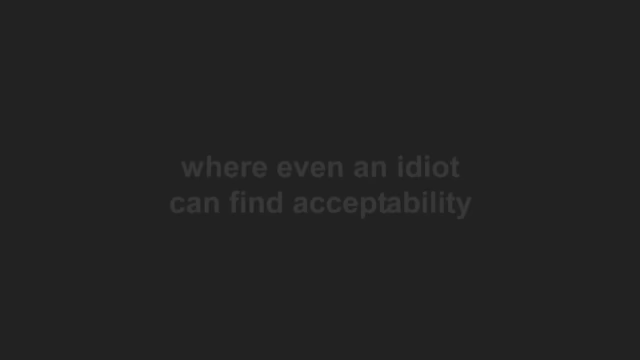 where even an idiot
can find acceptability